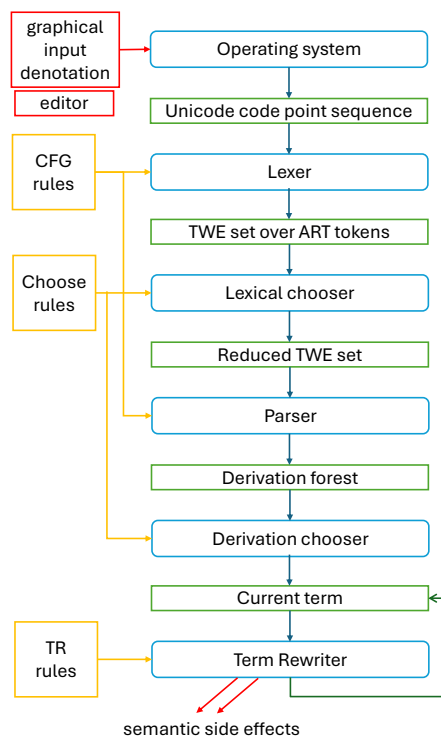 graphical
input
denotation
Operating system
editor
Unicode code point sequence
CFG
rules
Lexer
TWE set over ART tokens
Choose
rules
Lexical chooser
Reduced TWE set
Parser
Derivation forest
Derivation chooser
Current term
TR
rules
Term Rewriter
semantic side effects